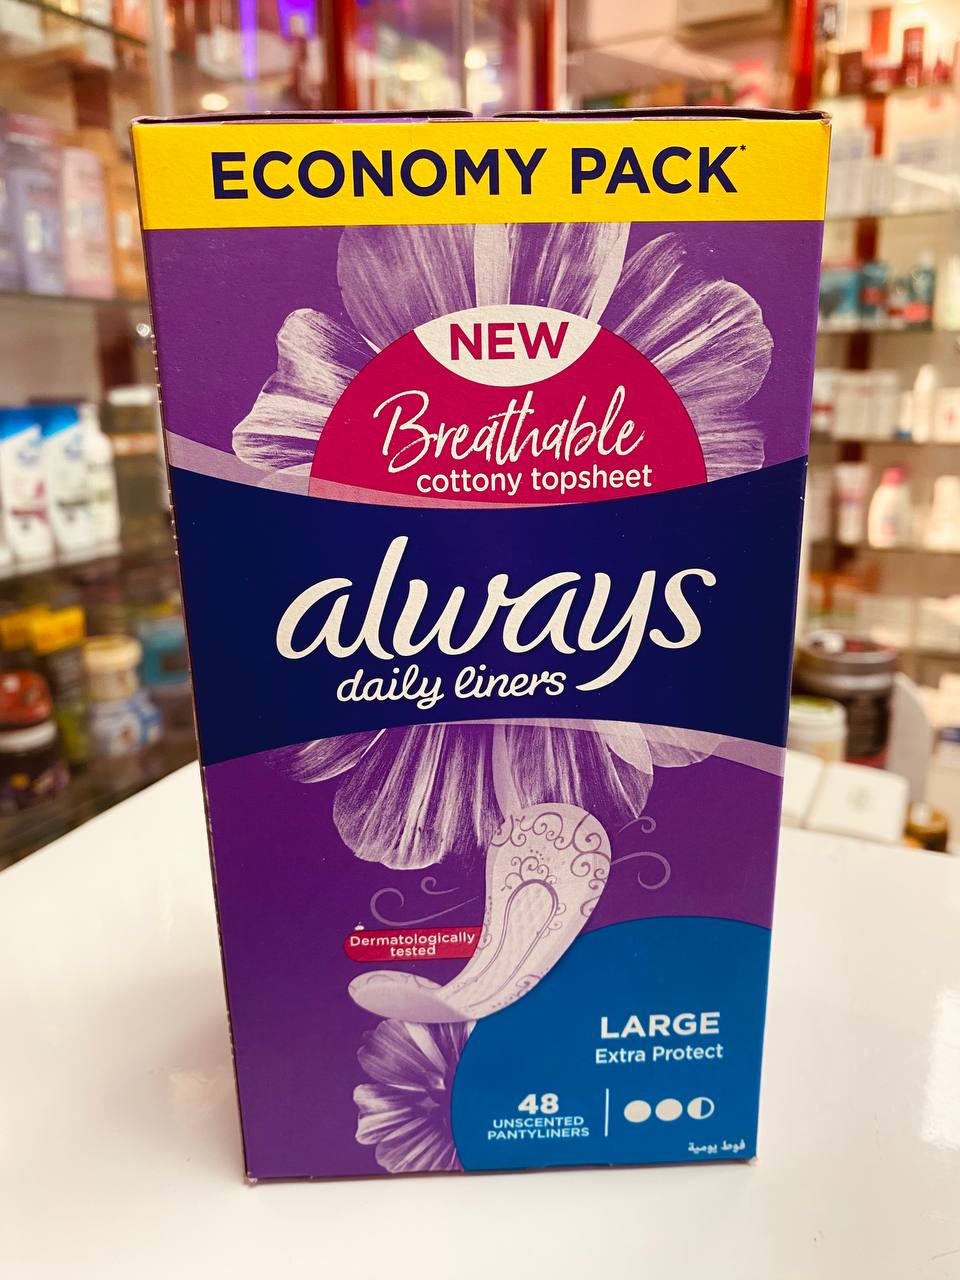 ECONOMY PACK*
NEW
Breathable
cottony topsheet
always
daily liners
Dermatologically
tested
LARGE
Extra Protect
48
UNSCENTED
PANTYLINERS
فوط يومية